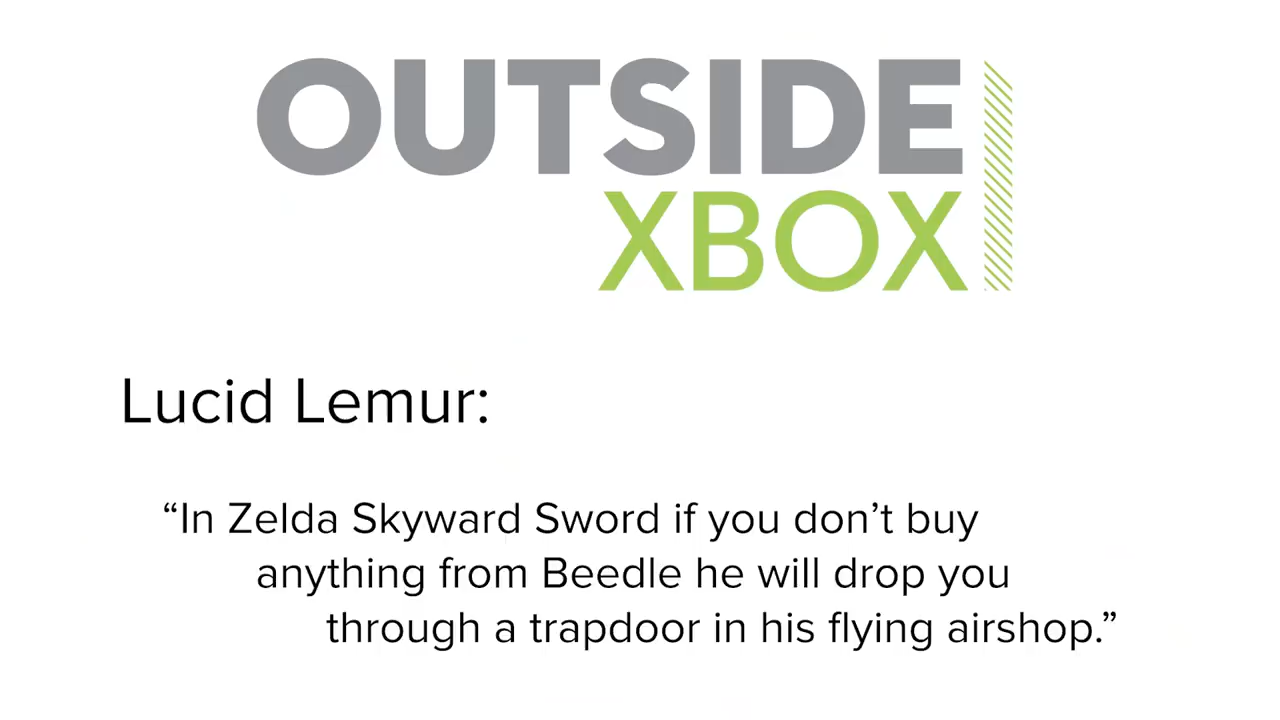 OUTSIDE
XBOX
Lucid Lemur:
“In Zelda Skyward Sword if you don’t buy
anything from Beedle he will drop you
through a trapdoor in his flying airshop.”